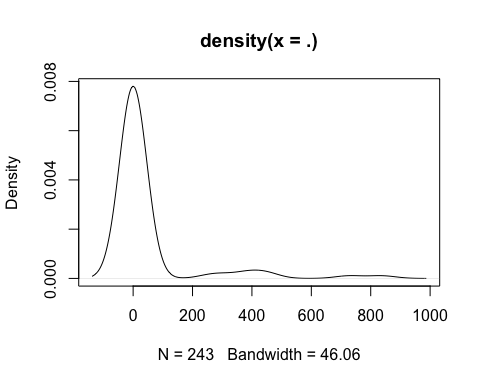 density(x = .)
Density
0.008
0.004
0.000
0 200 400 600 800 1000
N = 243 Bandwidth = 46.06